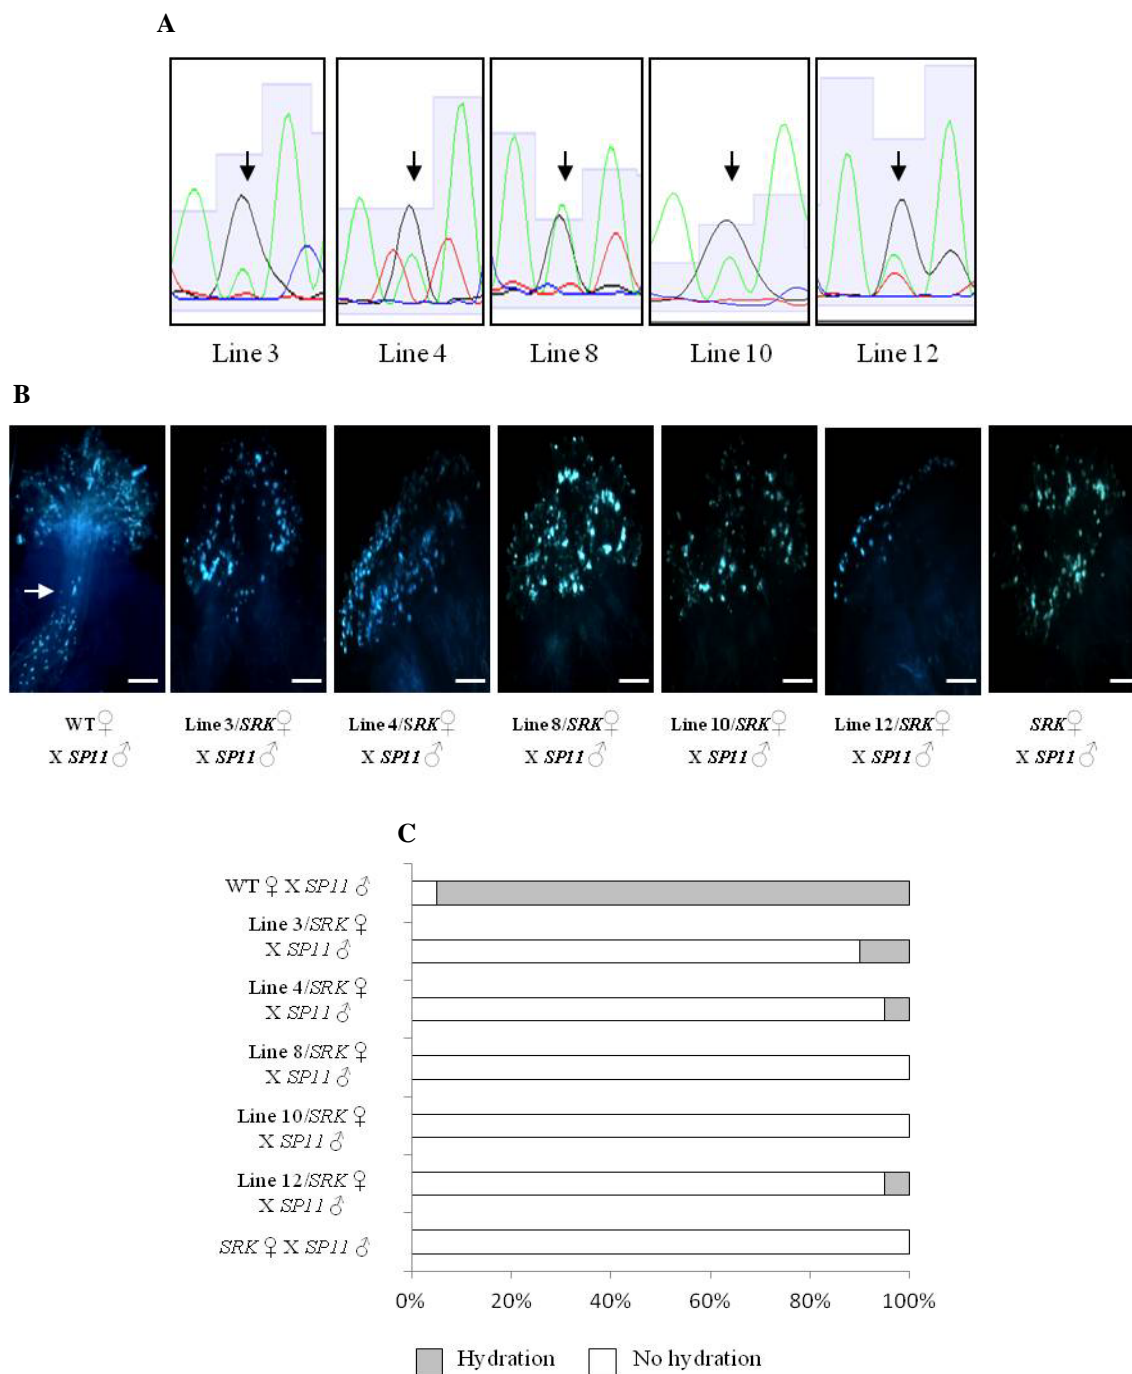 A
Line 3 Line 4 Line 8 Line 10 Line 12
B
WT ♀ Line 3/SRK ♀ Line 4/SRK ♀ Line 8/SRK ♀ Line 10/SRK ♀ Line 12/SRK ♀ SRK ♀
X SP11 ♂ X SP11 ♂ X SP11 ♂ X SP11 ♂ X SP11 ♂ X SP11 ♂ X SP11 ♂
C
WT ♀ X SP11 ♂
Line 3/SRK ♀
X SP11 ♂
Line 4/SRK ♀
X SP11 ♂
Line 8/SRK ♀
X SP11 ♂
Line 10/SRK ♀
X SP11 ♂
Line 12/SRK ♀
X SP11 ♂
SRK ♀ X SP11 ♂
0% 20% 40% 60% 80% 100%
Hydration No hydration